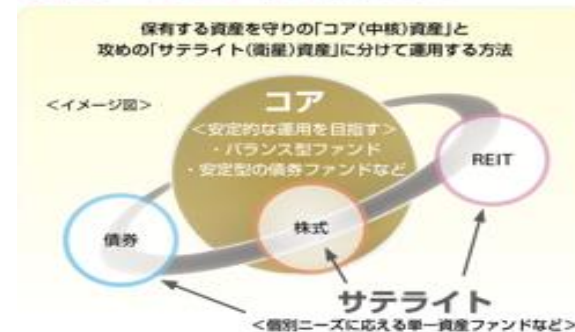 保有する資産を守りの「コア(中核)資産」と
攻めの「サテライト(衛星)資産」に分けて運用する方法
<イメージ図>
コア
<安定的な運用を目指す>
・バランス型ファンド
・安定型の債券ファンドなど
REIT
株式
債券
サテライト
<個別ニーズに応える単一資産ファンドなど>